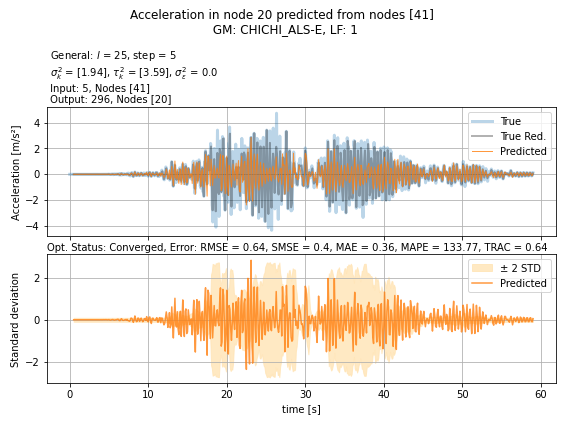 Acceleration in node 20 predicted from nodes [41]
GM: CHICHI_ALS-E, LF: 1
General: l = 25, step = 5
σ²ₖ = [1.94], τ²ₖ = [3.59], σ²ε = 0.0
Input: 5, Nodes [41]
Output: 296, Nodes [20]
Acceleration [m/s²]
4
2
0
−2
−4
True
True Red.
Predicted
Opt. Status: Converged, Error: RMSE = 0.64, SMSE = 0.4, MAE = 0.36, MAPE = 133.77, TRAC = 0.64
Standard deviation
2
0
−2
± 2 STD
Predicted
0 10 20 30 40 50 60
time [s]